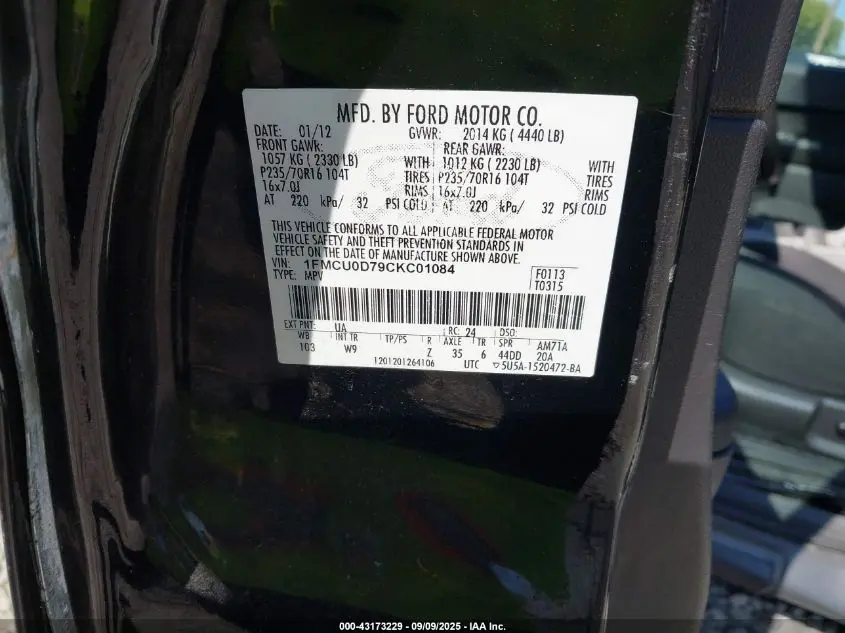 MFD. BY FORD MOTOR CO.
DATE: 01/12 GVWR: 2014 KG ( 4440 LB)
FRONT GAWR: REAR GAWR:
1057 KG ( 2330 LB) WITH 1012 KG ( 2230 LB) WITH
P235/70R16 104T TIRES P235/70R16 104T TIRES
16x7.0J RIMS 16x7.0J RIMS
AT 220 kPa/ 32 PSI COLD AT 220 kPa/ 32 PSI COLD
THIS VEHICLE CONFORMS TO ALL APPLICABLE FEDERAL MOTOR
VEHICLE SAFETY AND THEFT PREVENTION STANDARDS IN
EFFECT ON THE DATE OF MANUFACTURE SHOWN ABOVE.
VIN: 1FMCU0D79CKC01084
TYPE: MPV
F0113
T0315
EXT PNT: UA RC: 24 DSO:
WB INT TR TP/PS R AXLE TR SPR AM7TA
103 W9 Z 35 6 44DD 20A
1201201264106 UTC ▽5U5A-1520472-BA
000-43173229 - 09/09/2025 - IAA Inc.